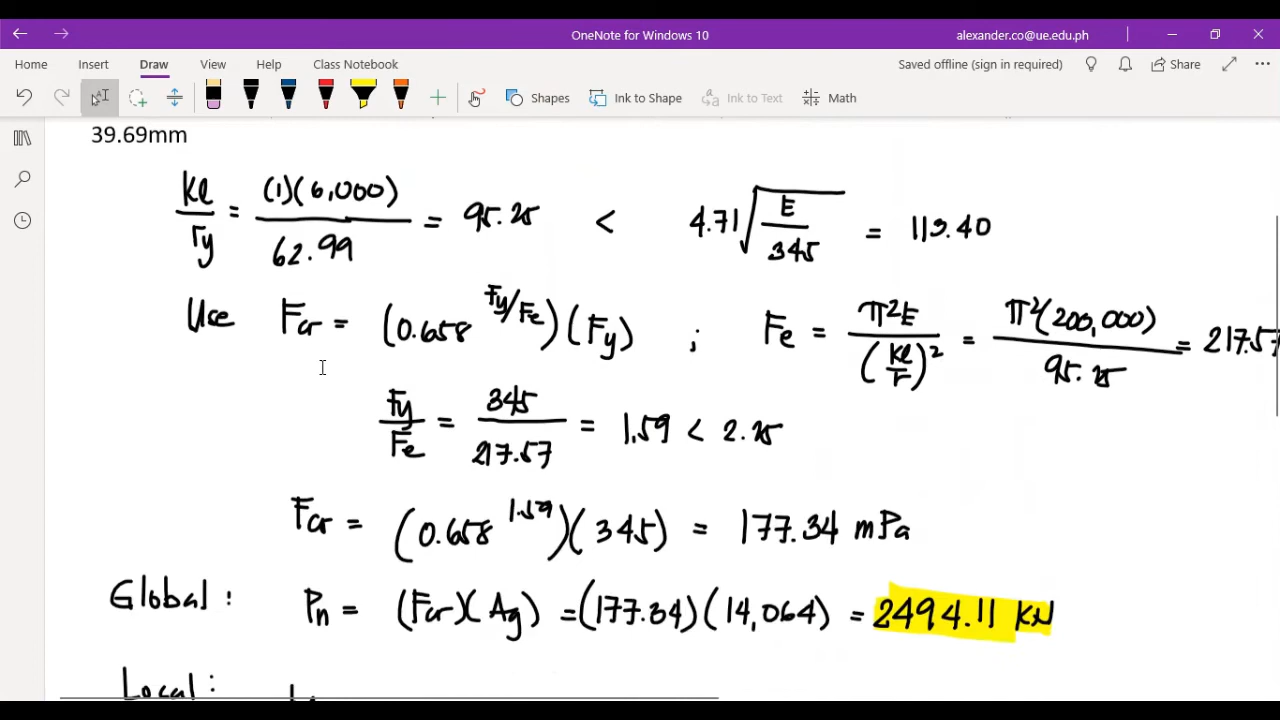 OneNote for Windows 10
alexander.co@ue.edu.ph
Home Insert Draw View Help Class Notebook
Saved offline (sign in required) Share
Shapes Ink to Shape Ink to Text Math
39.69mm
Kl/ry = (1)(6,000)/62.99 = 95.25 < 4.71√(E/345) = 113.40
Use Fcr = (0.658^(Fy/Fe))(Fy) ; Fe = π²E/(Kl/r)² = π²(200,000)/95.25 = 217.57
Fy/Fe = 345/217.57 = 1.59 < 2.25
Fcr = (0.658^1.59)(345) = 177.34 mPa
Global : Pn = (Fcr)(Ag) = (177.34)(14,064) = 2494.11 KN
Local :